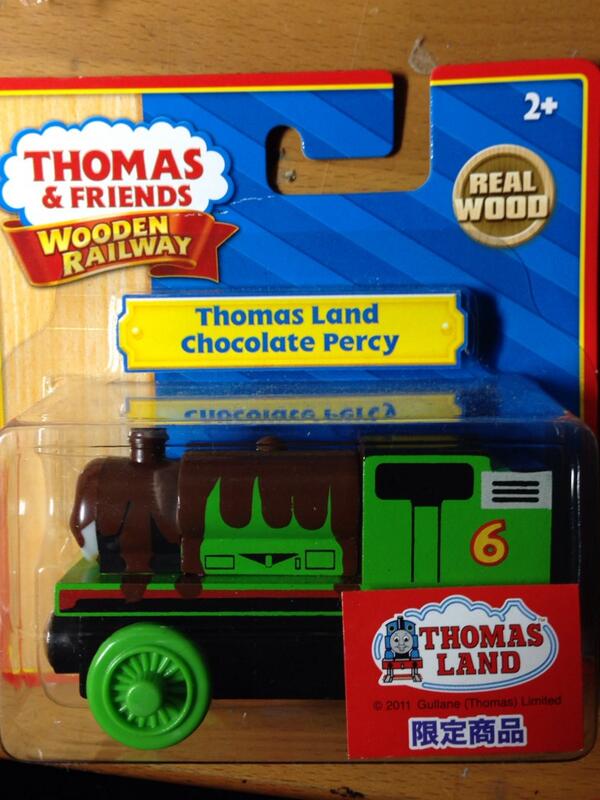 2+
THOMAS
& FRIENDS
WOODEN
RAILWAY
REAL
WOOD
Thomas Land
Chocolate Percy
6
THOMAS
LAND
TM
© 2011 Gullane (Thomas) Limited
限定商品